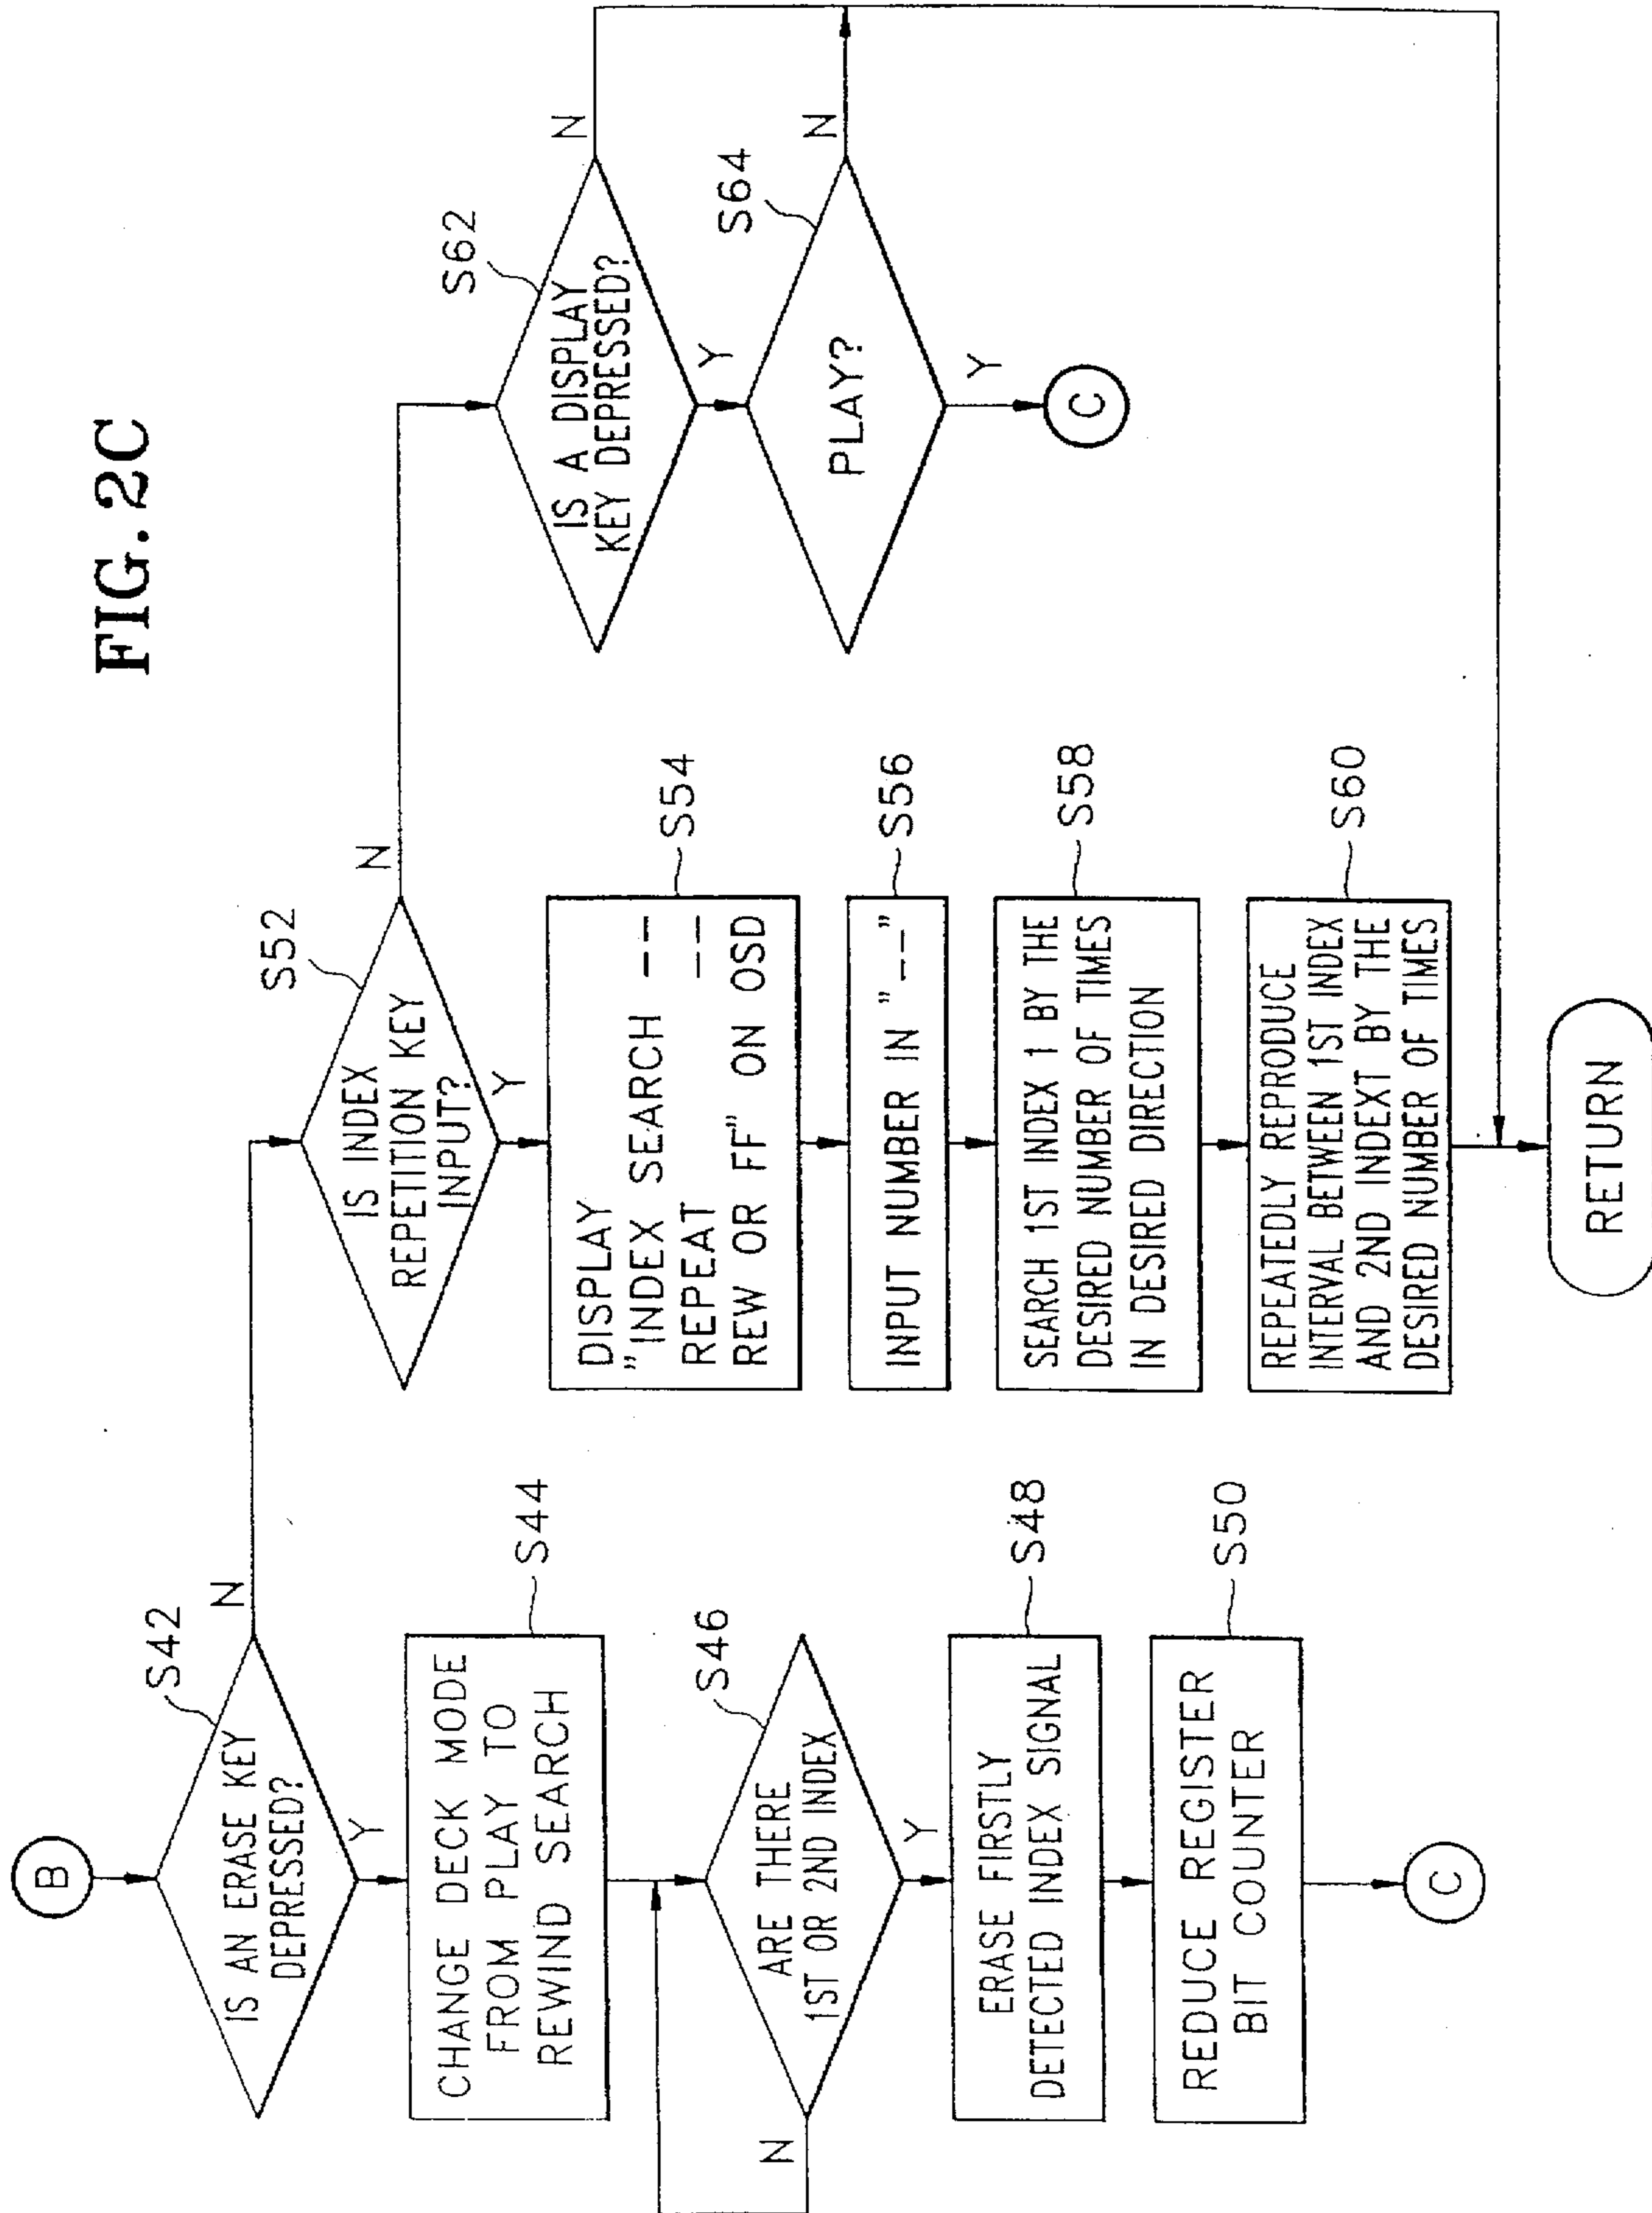 FIG. 2C
B
S42
IS AN ERASE KEY
DEPRESSED?
N
Y
S44
CHANGE DECK MODE
FROM PLAY TO
REWIND SEARCH
S46
ARE THERE
1ST OR 2ND INDEX
N
Y
S48
ERASE FIRSTLY
DETECTED INDEX SIGNAL
S50
REDUCE REGISTER
BIT COUNTER
C
S52
IS INDEX
REPETITION KEY
INPUT?
N
Y
S54
DISPLAY
"INDEX SEARCH --
REPEAT --
REW OR FF" ON OSD
S56
INPUT NUMBER IN "--"
S58
SEARCH 1ST INDEX 1 BY THE
DESIRED NUMBER OF TIMES
IN DESIRED DIRECTION
S60
REPEATEDLY REPRODUCE
INTERVAL BETWEEN 1ST INDEX
AND 2ND INDEXT BY THE
DESIRED NUMBER OF TIMES
RETURN
S62
IS A DISPLAY
KEY DEPRESSED?
N
Y
S64
PLAY?
N
Y
C